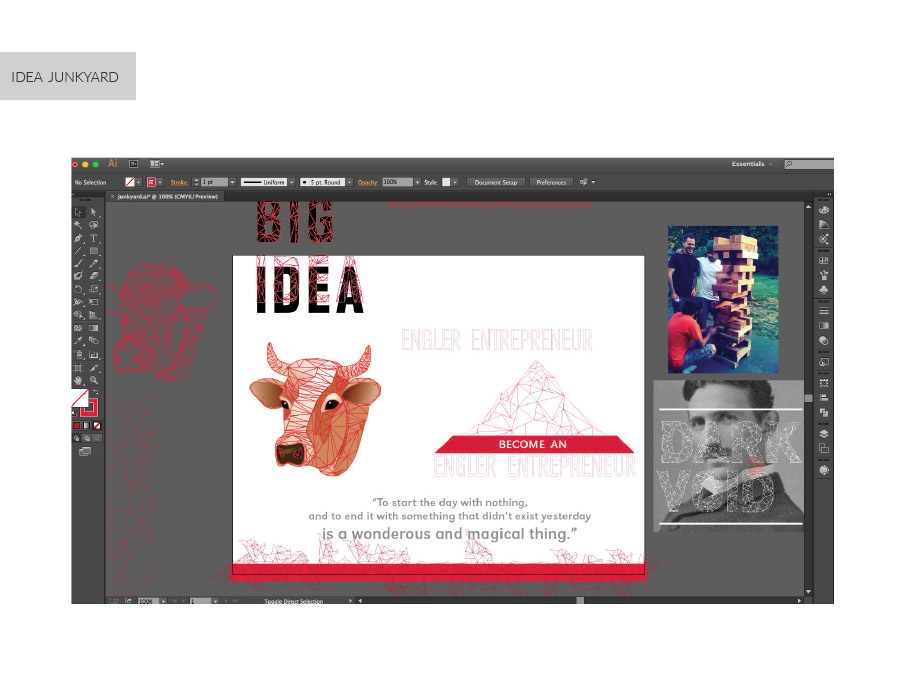 IDEA JUNKYARD
Ai
Br
Essentials
No Selection
Stroke: 1 pt
Uniform
5 pt. Round
Opacity: 100%
Style:
Document Setup
Preferences
× junkyard.ai* @ 100% (CMYK/Preview)
BIG
IDEA
ENGLER ENTREPRENEUR
BECOME AN
ENGLER ENTREPRENEUR
“To start the day with nothing,
and to end it with something that didn’t exist yesterday
is a wonderous and magical thing.”
DARK
VOID
100%
1
Toggle Direct Selection